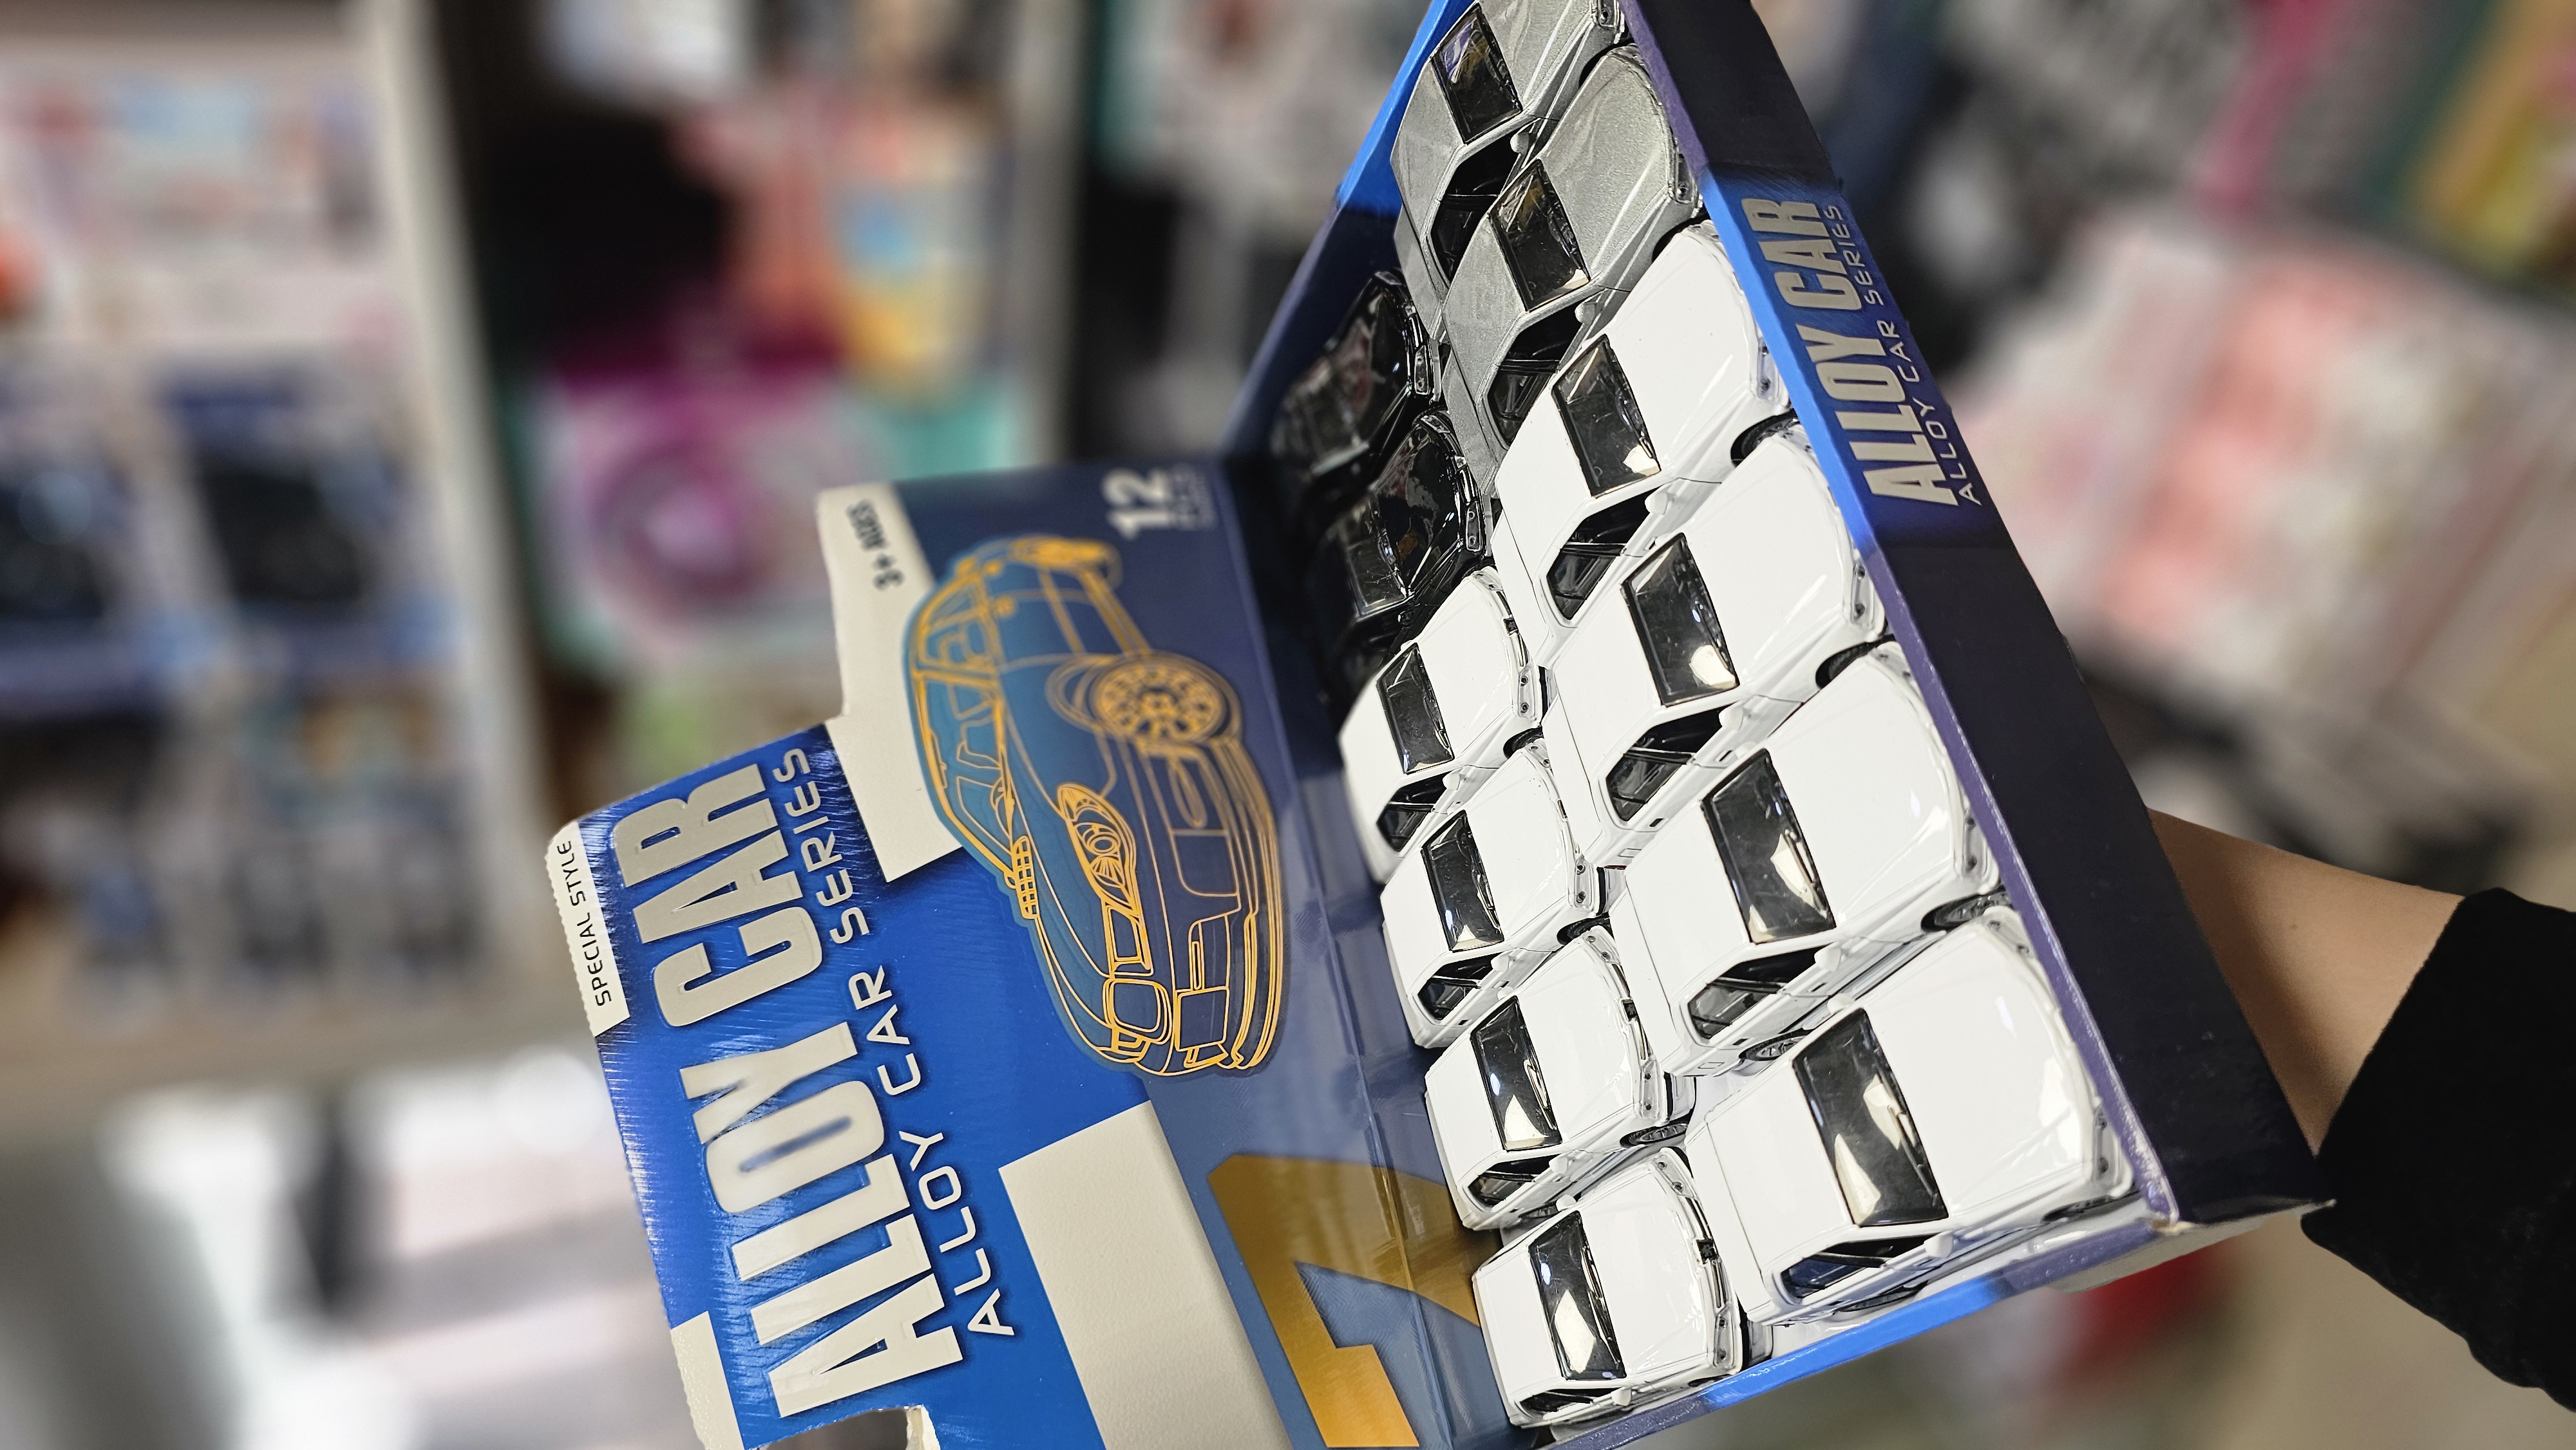 SPECIAL STYLE
ALLOY CAR
ALLOY CAR SERIES
3+ AGES
12
ALLOY CAR
ALLOY CAR SERIES